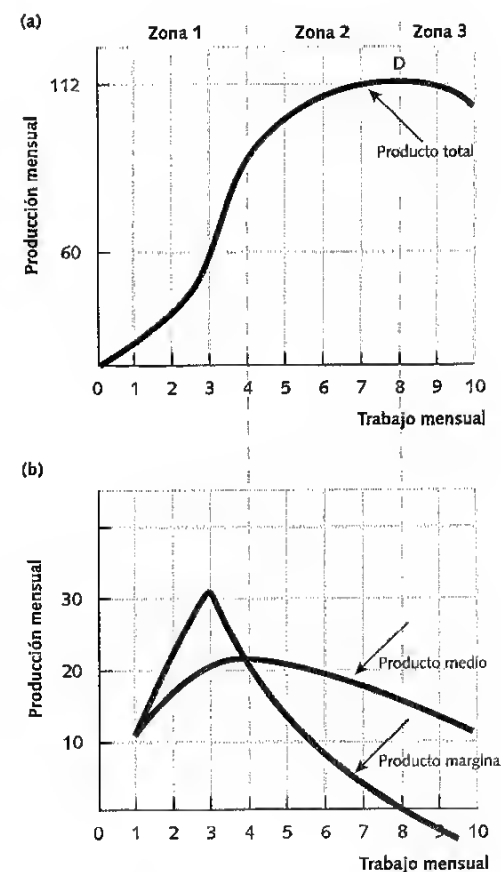 (a)
Zona 1 Zona 2 Zona 3
D
112
Producto total
60
Producción mensual
0 1 2 3 4 5 6 7 8 9 10
Trabajo mensual
(b)
30
Producto medio
20
Producción mensual
10
Producto margina
0 1 2 3 4 5 6 7 8 9 10
Trabajo mensual